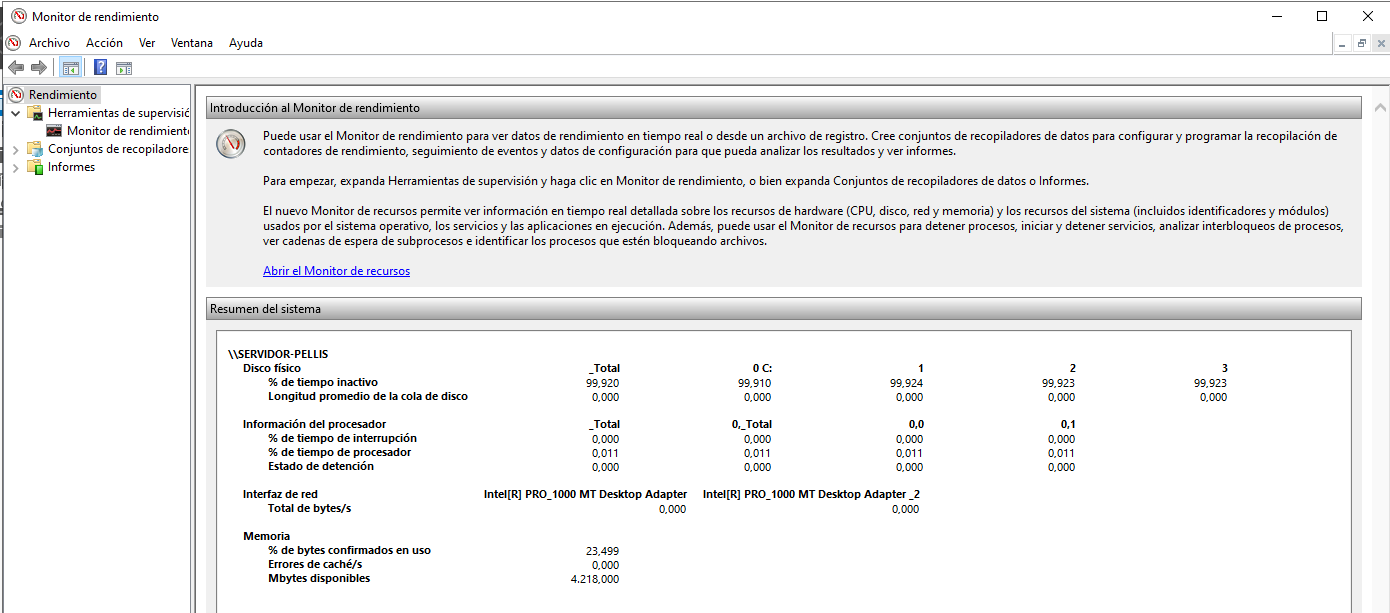 Monitor de rendimiento
Archivo Acción Ver Ventana Ayuda
Rendimiento
Herramientas de supervisió
Monitor de rendimiento
Conjuntos de recopiladore
Informes
Introducción al Monitor de rendimiento
Puede usar el Monitor de rendimiento para ver datos de rendimiento en tiempo real o desde un archivo de registro. Cree conjuntos de recopiladores de datos para configurar y programar la recopilación de
contadores de rendimiento, seguimiento de eventos y datos de configuración para que pueda analizar los resultados y ver informes.
Para empezar, expanda Herramientas de supervisión y haga clic en Monitor de rendimiento, o bien expanda Conjuntos de recopiladores de datos o Informes.
El nuevo Monitor de recursos permite ver información en tiempo real detallada sobre los recursos de hardware (CPU, disco, red y memoria) y los recursos del sistema (incluidos identificadores y módulos)
usados por el sistema operativo, los servicios y las aplicaciones en ejecución. Además, puede usar el Monitor de recursos para detener procesos, iniciar y detener servicios, analizar interbloqueos de procesos,
ver cadenas de espera de subprocesos e identificar los procesos que estén bloqueando archivos.
Abrir el Monitor de recursos
Resumen del sistema
\\SERVIDOR-PELLIS
Disco físico _Total 0 C: 1 2 3
% de tiempo inactivo 99,920 99,910 99,924 99,923 99,923
Longitud promedio de la cola de disco 0,000 0,000 0,000 0,000 0,000
Información del procesador _Total 0,_Total 0,0 0,1
% de tiempo de interrupción 0,000 0,000 0,000 0,000
% de tiempo de procesador 0,011 0,011 0,011 0,011
Estado de detención 0,000 0,000 0,000 0,000
Interfaz de red Intel[R] PRO_1000 MT Desktop Adapter Intel[R] PRO_1000 MT Desktop Adapter _2
Total de bytes/s 0,000 0,000
Memoria
% de bytes confirmados en uso 23,499
Errores de caché/s 0,000
Mbytes disponibles 4.218,000